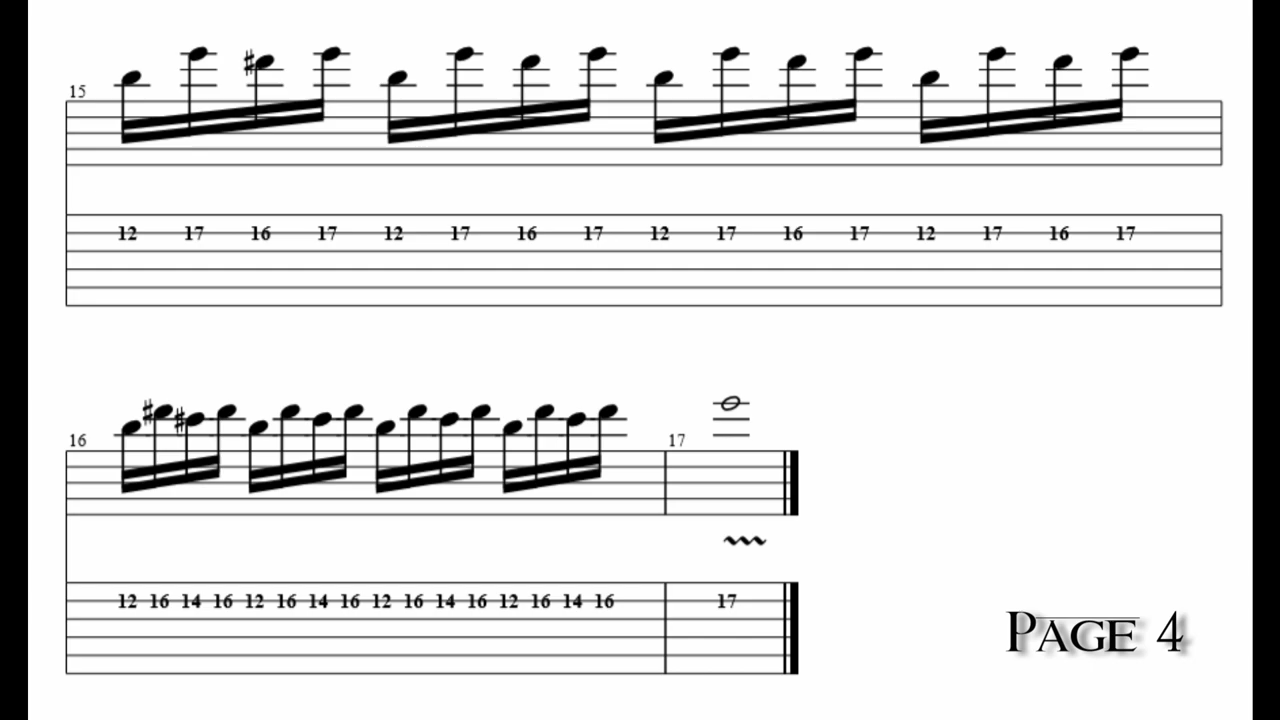 15
12 17 16 17 12 17 16 17 12 17 16 17 12 17 16 17
16 17
12 16 14 16 12 16 14 16 12 16 14 16 12 16 14 16 17
PAGE 4